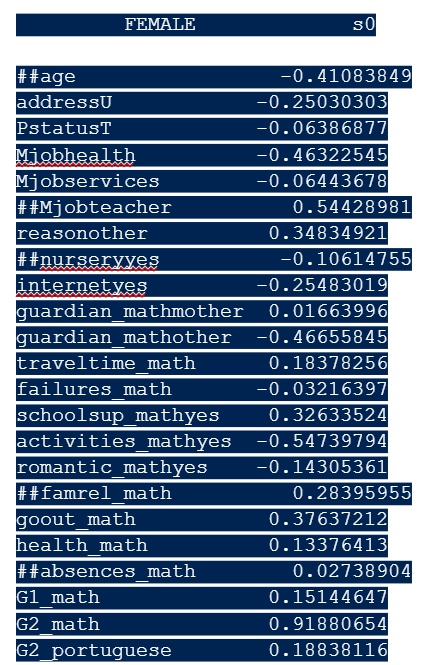 FEMALE s0
##age -0.41083849
addressU -0.25030303
PstatusT -0.06386877
Mjobhealth -0.46322545
Mjobservices -0.06443678
##Mjobteacher 0.54428981
reasonother 0.34834921
##nurseryyes -0.10614755
internetyes -0.25483019
guardian_mathmother 0.01663996
guardian_mathother -0.46655845
traveltime_math 0.18378256
failures_math -0.03216397
schoolsup_mathyes 0.32633524
activities_mathyes -0.54739794
romantic_mathyes -0.14305361
##famrel_math 0.28395955
goout_math 0.37637212
health_math 0.13376413
##absences_math 0.02738904
G1_math 0.15144647
G2_math 0.91880654
G2_portuguese 0.18838116